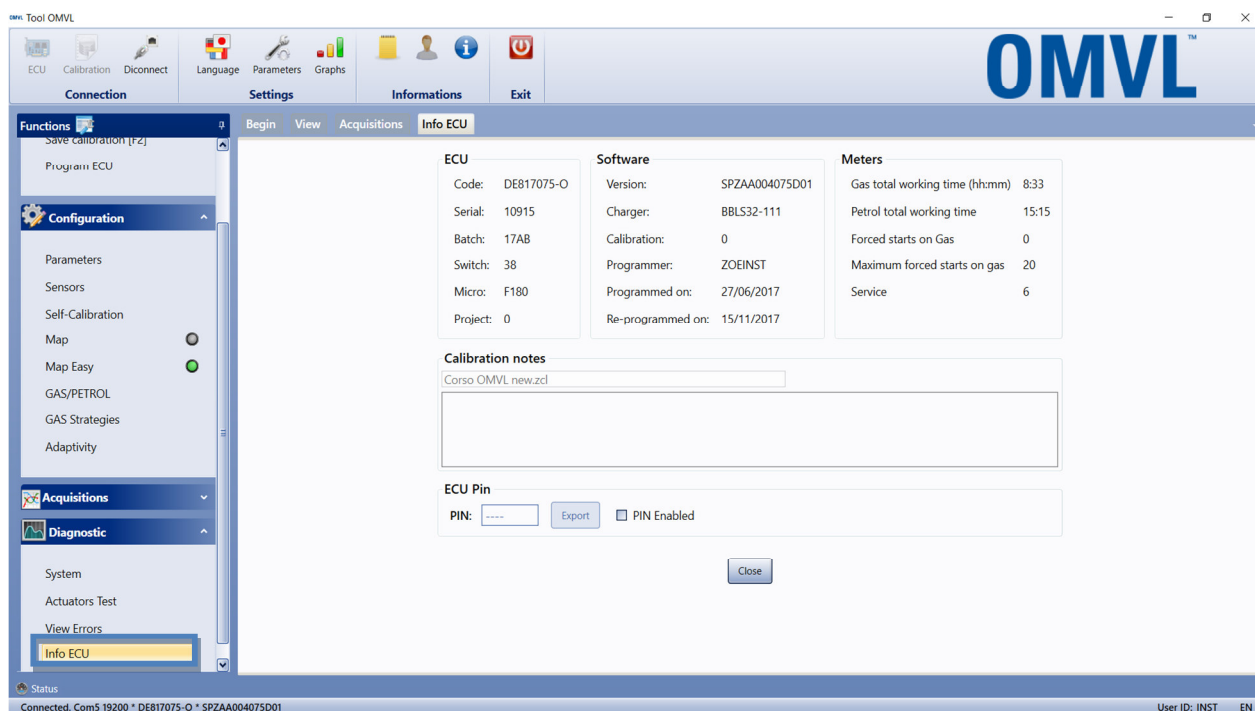 OMVL Tool OMVL
ECU Calibration Diconnect
Connection
Language Parameters Graphs
Settings
Informations
Exit
OMVL™
Functions
Save calibration [F2]
Program ECU
Configuration
Parameters
Sensors
Self-Calibration
Map
Map Easy
GAS/PETROL
GAS Strategies
Adaptivity
Acquisitions
Diagnostic
System
Actuators Test
View Errors
Info ECU
Begin View Acquisitions Info ECU
ECU
Code: DE817075-O
Serial: 10915
Batch: 17AB
Switch: 38
Micro: F180
Project: 0
Software
Version: SPZAA004075D01
Charger: BBLS32-111
Calibration: 0
Programmer: ZOEINST
Programmed on: 27/06/2017
Re-programmed on: 15/11/2017
Meters
Gas total working time (hh:mm) 8:33
Petrol total working time 15:15
Forced starts on Gas 0
Maximum forced starts on gas 20
Service 6
Calibration notes
Corso OMVL new.zcl
ECU Pin
PIN: ---- Export PIN Enabled
Close
Status
Connected. Com5 19200 * DE817075-O * SPZAA004075D01
User ID: INST EN